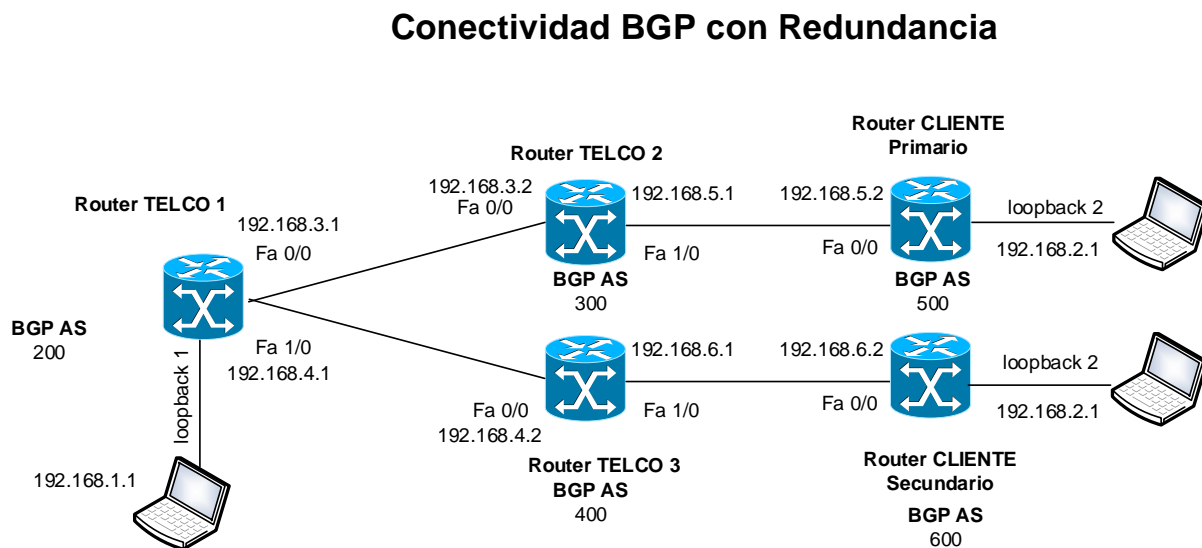 Conectividad BGP con Redundancia
Router CLIENTE
Primario
Router TELCO 2
192.168.3.2
Fa 0/0
192.168.5.1
192.168.5.2
loopback 2
Router TELCO 1
192.168.3.1
Fa 0/0
Fa 1/0
Fa 0/0
192.168.2.1
BGP AS
300
BGP AS
500
BGP AS
200
loopback 1
Fa 1/0
192.168.4.1
192.168.6.1
192.168.6.2
loopback 2
Fa 0/0
192.168.4.2
Fa 1/0
Fa 0/0
192.168.2.1
192.168.1.1
Router TELCO 3
BGP AS
400
Router CLIENTE
Secundario
BGP AS
600